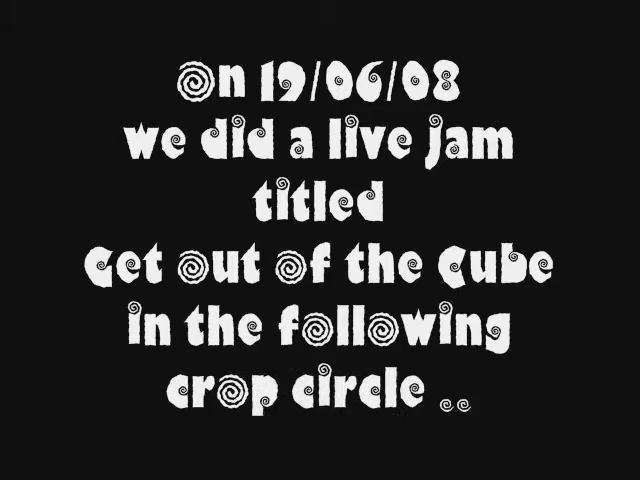 On 19/06/08
we did a live jam
titled
Get out of the Cube
in the following
crop circle ..